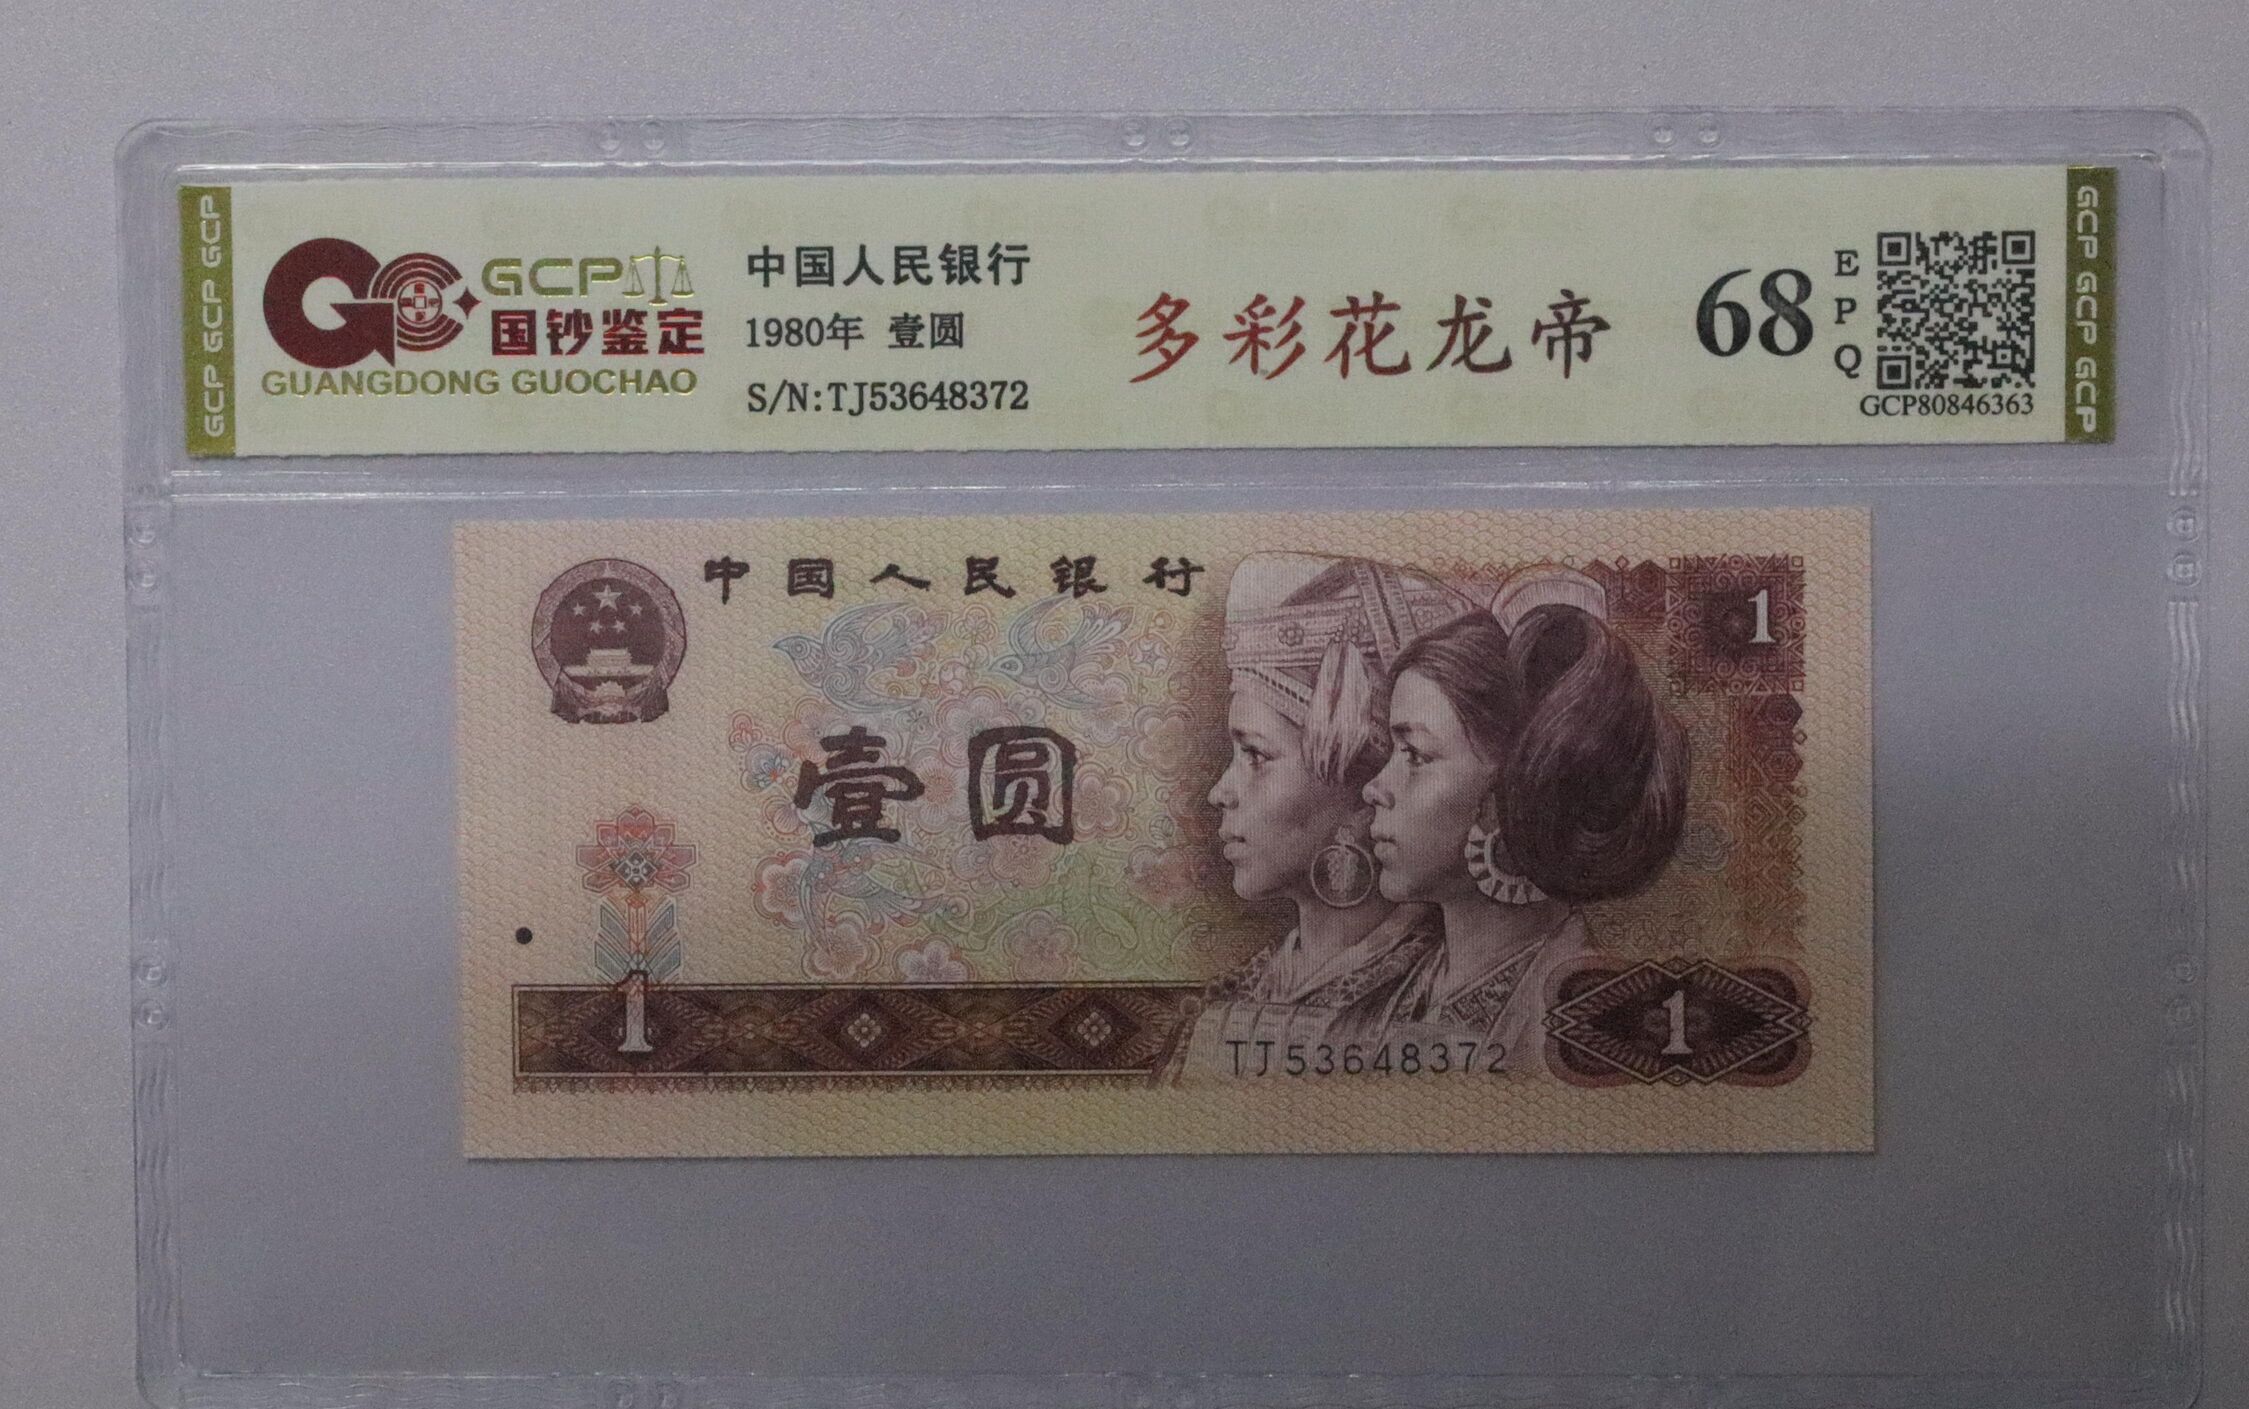 GCP GCP GCP
GCP
国钞鉴定
GUANGDONG GUOCHAO
中国人民银行
1980年 壹圆
S/N:TJ53648372
多彩花龙帝
68
EPQ
GCP80846363
GCP GCP GCP
中国人民银行
1
壹圆
1
1
TJ53648372